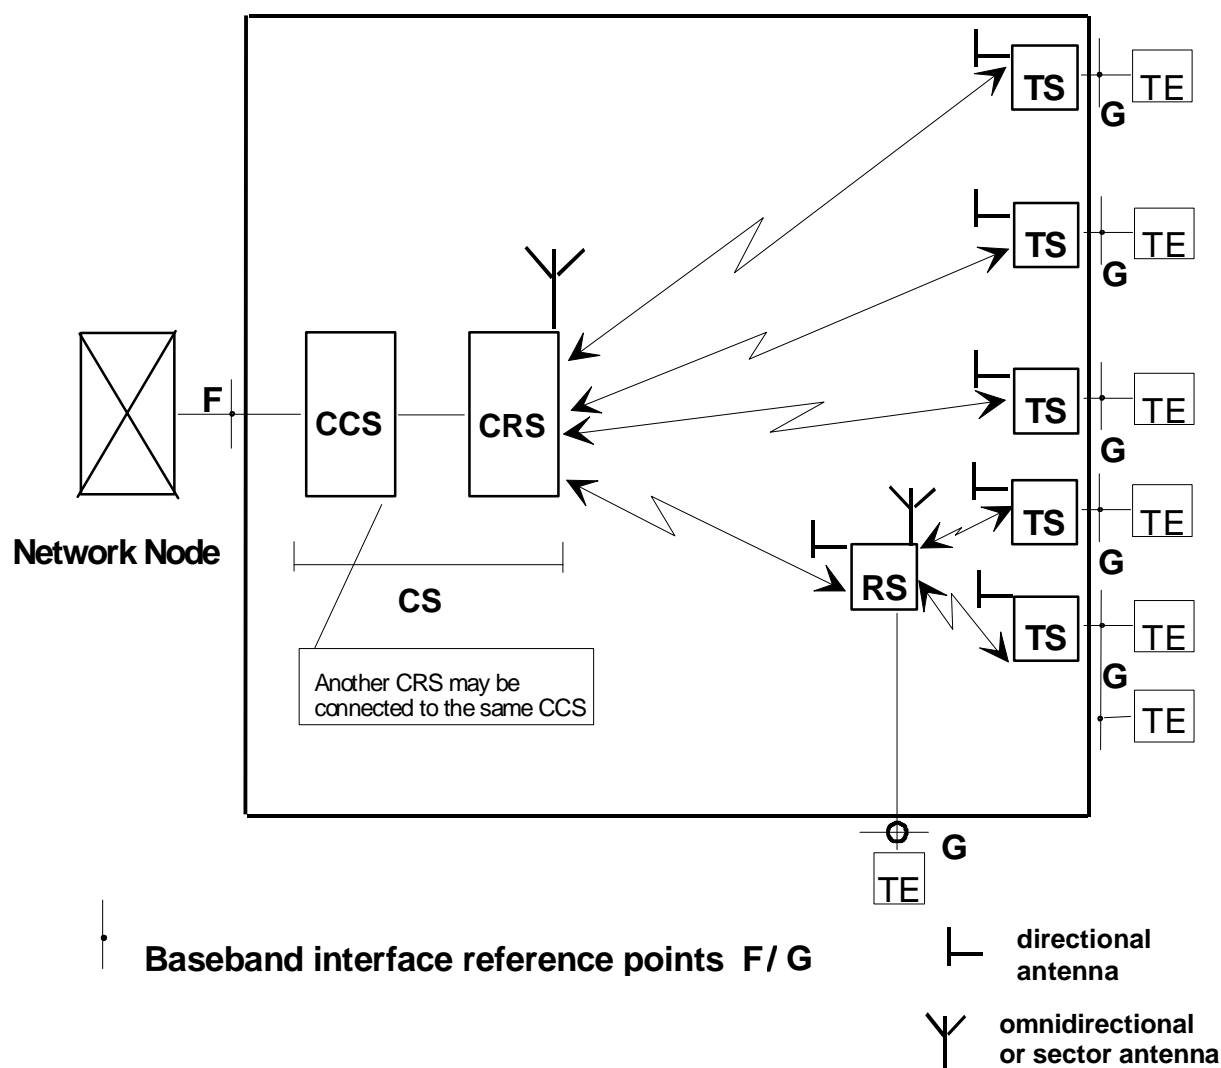 TS
TE
G
TS
TE
G
F
CCS
CRS
TS
TE
G
Network Node
TS
TE
G
CS
RS
TS
TE
G
Another CRS may be
connected to the same CCS
TE
G
TE
Baseband interface reference points F/ G
directional
antenna
omnidirectional
or sector antenna